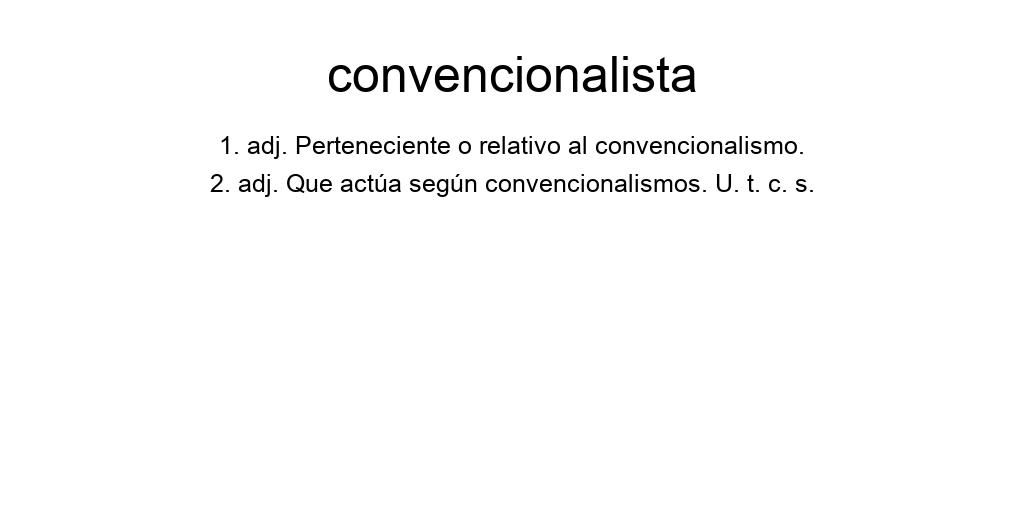 convencionalista
1. adj. Perteneciente o relativo al convencionalismo.
2. adj. Que actúa según convencionalismos. U. t. c. s.